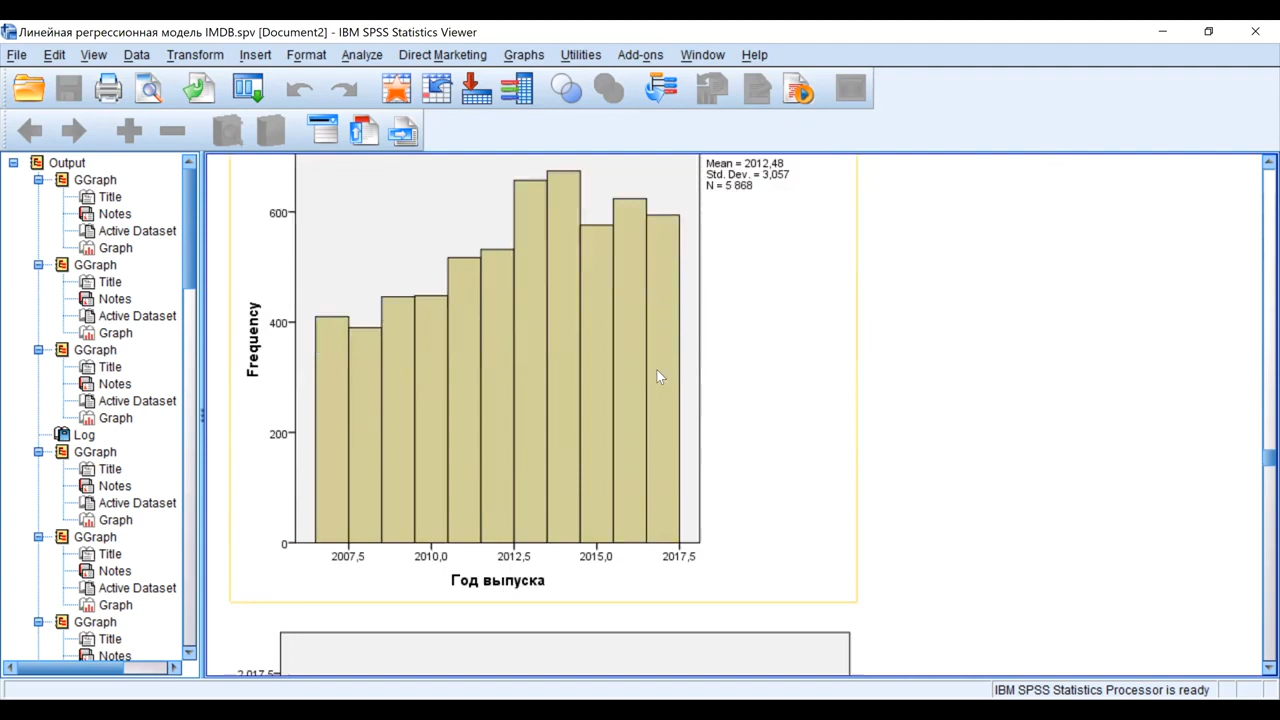 Линейная регрессионная модель IMDB.spv [Document2] - IBM SPSS Statistics Viewer
File Edit View Data Transform Insert Format Analyze Direct Marketing Graphs Utilities Add-ons Window Help
Output
GGraph
Title
Notes
Active Dataset
Graph
GGraph
Title
Notes
Active Dataset
Graph
GGraph
Title
Notes
Active Dataset
Graph
Log
GGraph
Title
Notes
Active Dataset
Graph
GGraph
Title
Notes
Active Dataset
Graph
GGraph
Title
Notes
Mean = 2012,48
Std. Dev. = 3,057
N = 5 868
600
400
200
0
Frequency
2007,5 2010,0 2012,5 2015,0 2017,5
Год выпуска
2 017,5
IBM SPSS Statistics Processor is ready